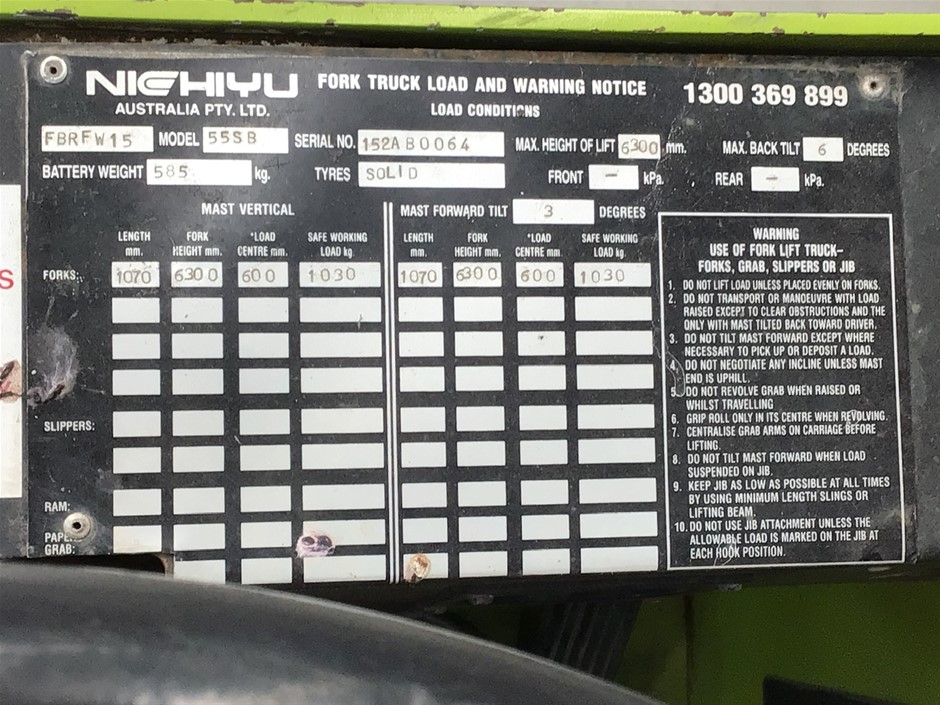 NICHIYU FORK TRUCK LOAD AND WARNING NOTICE 1300 369 899
AUSTRALIA PTY. LTD. LOAD CONDITIONS
FBRFW15 MODEL 55SB SERIAL NO. 152AB0064 MAX. HEIGHT OF LIFT 6300 mm. MAX. BACK TILT 6 DEGREES
BATTERY WEIGHT 585 kg. TYRES SOLID FRONT - kPa. REAR - kPa.
MAST VERTICAL MAST FORWARD TILT 3 DEGREES
LENGTH mm. FORK HEIGHT mm. *LOAD CENTRE mm. SAFE WORKING LOAD kg. LENGTH mm. FORK HEIGHT mm. *LOAD CENTRE mm. SAFE WORKING LOAD kg.
FORKS: 1070 6300 600 1030 1070 6300 600 1030
SLIPPERS:
RAM:
GRAB:
WARNING
USE OF FORK LIFT TRUCK–
FORKS, GRAB, SLIPPERS OR JIB
1. DO NOT LIFT LOAD UNLESS PLACED EVENLY ON FORKS.
2. DO NOT TRANSPORT OR MANOEUVRE WITH LOAD
RAISED EXCEPT TO CLEAR OBSTRUCTIONS AND THE
ONLY WITH MAST TILTED BACK TOWARD DRIVER.
3. DO NOT TILT MAST FORWARD EXCEPT WHERE
NECESSARY TO PICK UP OR DEPOSIT A LOAD.
4. DO NOT NEGOTIATE ANY INCLINE UNLESS MAST
END IS UPHILL.
5. DO NOT REVOLVE GRAB WHEN RAISED OR
WHILST TRAVELLING
6. GRIP ROLL ONLY IN ITS CENTRE WHEN REVOLVING.
7. CENTRALISE GRAB ARMS ON CARRIAGE BEFORE
LIFTING
8. DO NOT TILT MAST FORWARD WHEN LOAD
SUSPENDED ON JIB.
9. KEEP JIB AS LOW AS POSSIBLE AT ALL TIMES
BY USING MINIMUM LENGTH SLINGS OR
LIFTING BEAM.
10. DO NOT USE JIB ATTACHMENT UNLESS THE
ALLOWABLE LOAD IS MARKED ON THE JIB AT
EACH HOOK POSITION.